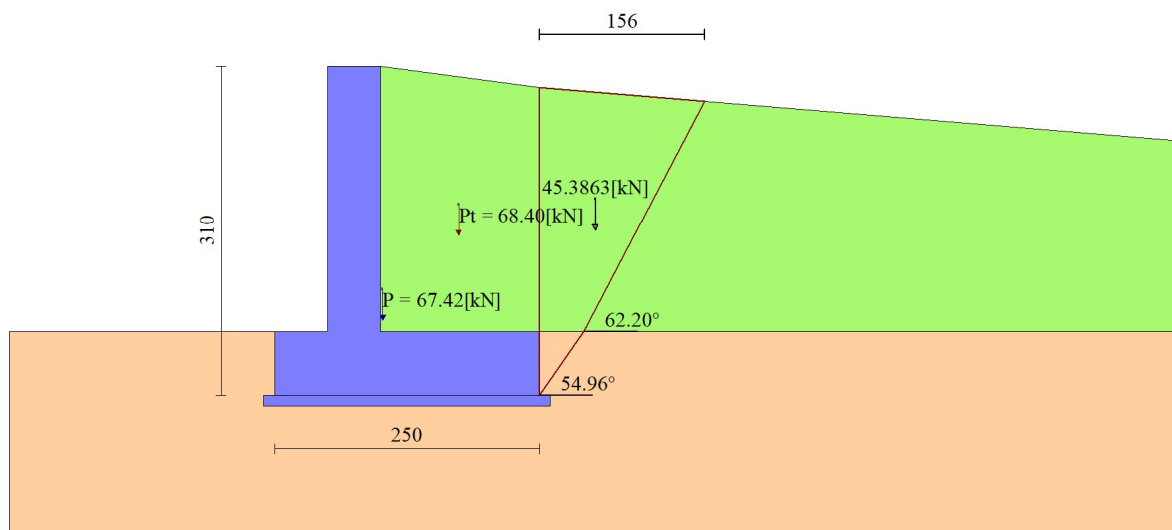 156
310
45.3863[kN]
Pt = 68.40[kN]
P = 67.42[kN]
62.20°
54.96°
250